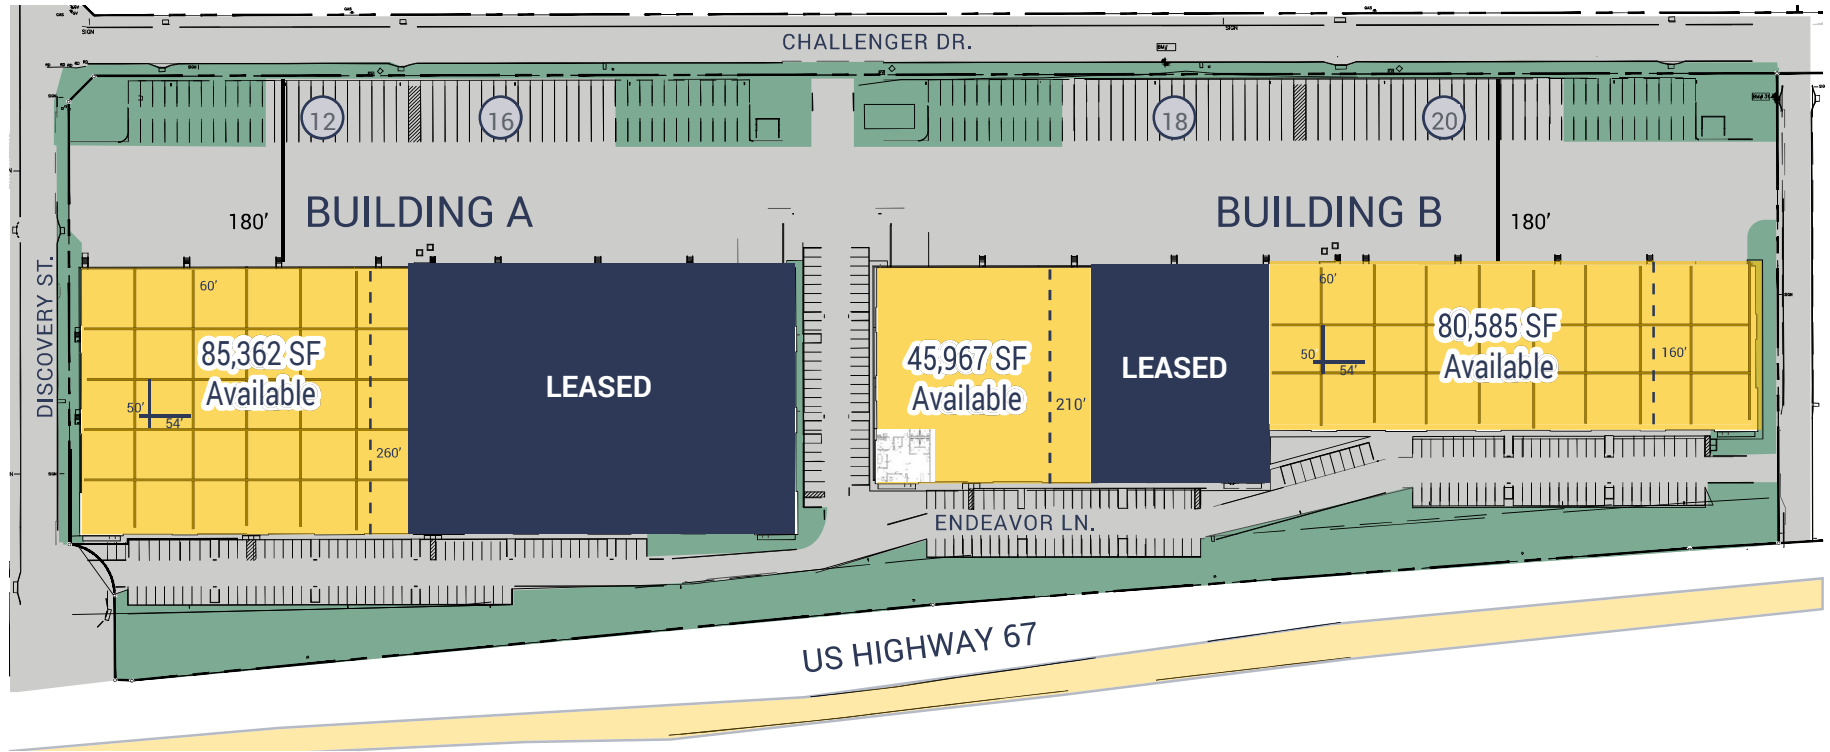 CHALLENGER DR.
SIGN
SIGN
12
16
18
20
BUILDING A
BUILDING B
180’
180’
DISCOVERY ST.
60’
85,362 SF
Available
50’
54’
260’
LEASED
45,967 SF
Available
210’
LEASED
60’
80,585 SF
Available
50
54’
160’
ENDEAVOR LN.
US HIGHWAY 67